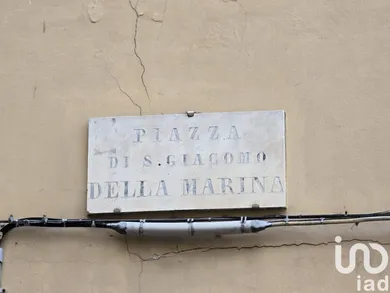 PIAZZA
DI S. GIACOMO
DELLA MARINA
iad